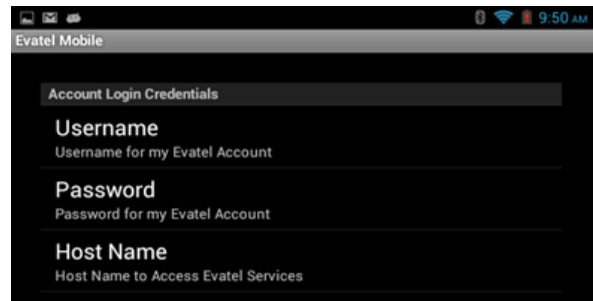 9:50 AM
Evatel Mobile
Account Login Credentials
Username
Username for my Evatel Account
Password
Password for my Evatel Account
Host Name
Host Name to Access Evatel Services